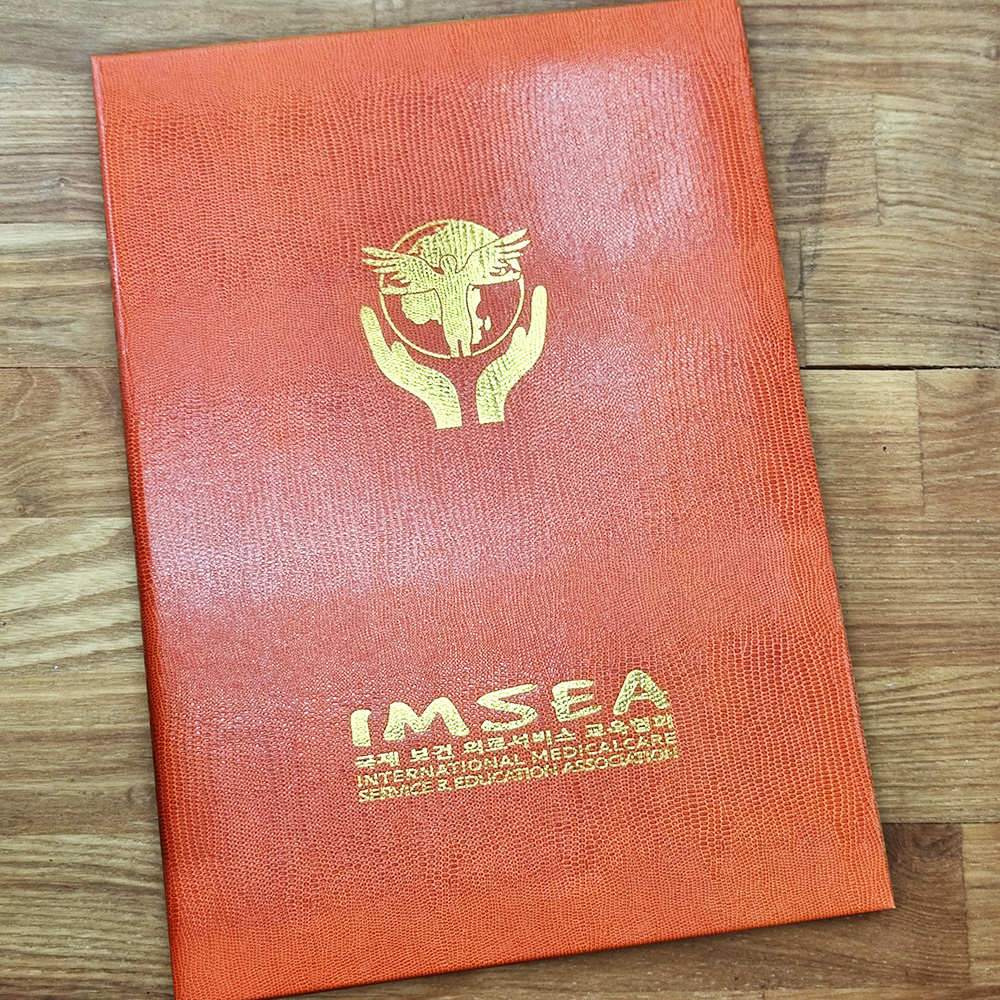 IMSEA
국제 보건 의료서비스 교육협회
INTERNATIONAL MEDICALCARE
SERVICE & EDUCATION ASSOCIATION